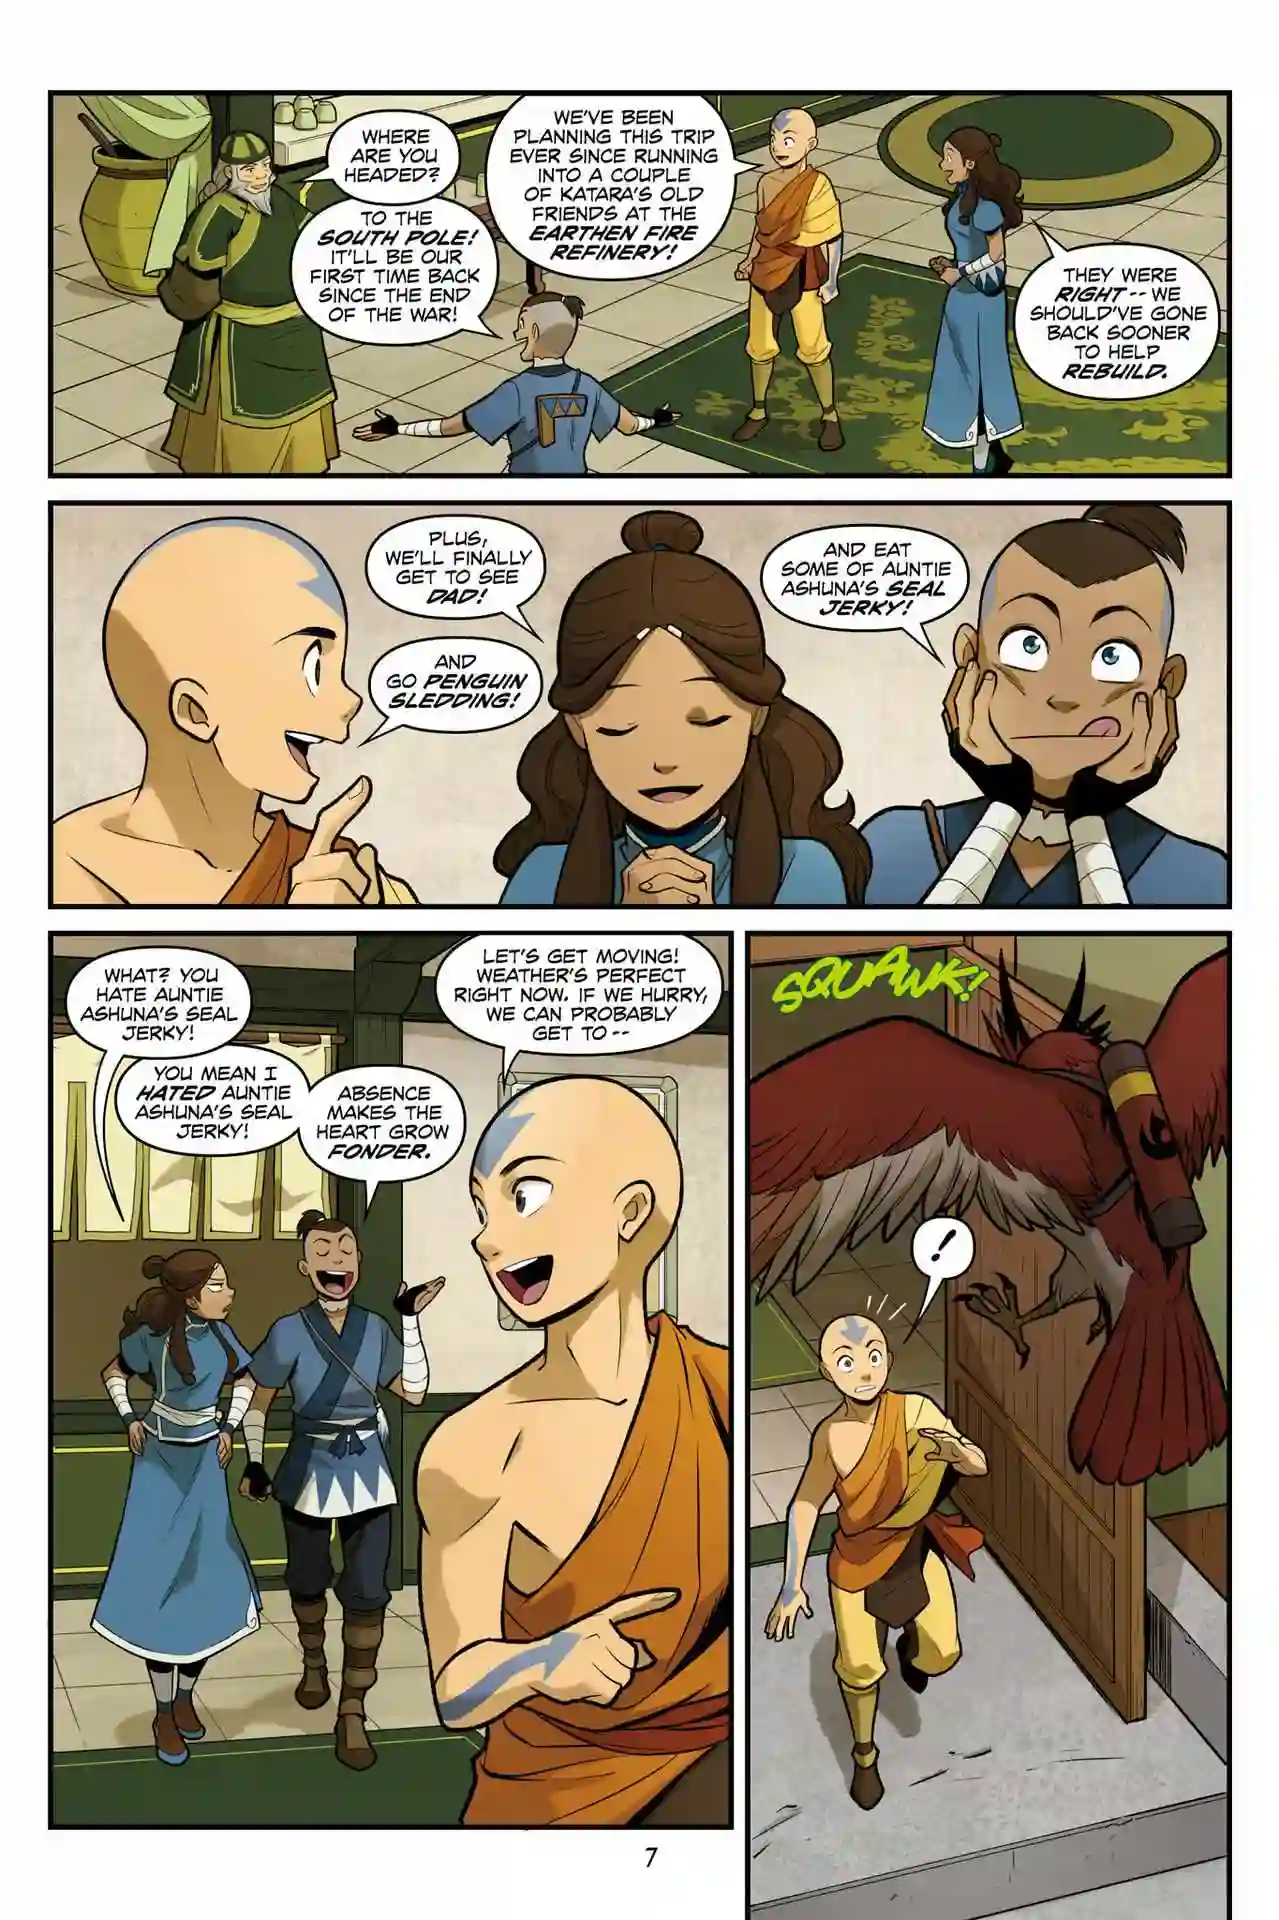 WHERE
ARE YOU
HEADED?
TO THE
SOUTH POLE!
IT'LL BE OUR
FIRST TIME BACK
SINCE THE END
OF THE WAR!
WE'VE BEEN
PLANNING THIS TRIP
EVER SINCE RUNNING
INTO A COUPLE
OF KATARA'S OLD
FRIENDS AT THE
EARTHEN FIRE
REFINERY!
THEY WERE
RIGHT -- WE
SHOULD'VE GONE
BACK SOONER
TO HELP
REBUILD.
PLUS,
WE'LL FINALLY
GET TO SEE
DAD!
AND
GO PENGUIN
SLEDDING!
AND EAT
SOME OF AUNTIE
ASHUNA'S SEAL
JERKY!
WHAT? YOU
HATE AUNTIE
ASHUNA'S SEAL
JERKY!
YOU MEAN I
HATED AUNTIE
ASHUNA'S SEAL
JERKY!
ABSENCE
MAKES THE
HEART GROW
FONDER.
LET'S GET MOVING!
WEATHER'S PERFECT
RIGHT NOW. IF WE HURRY,
WE CAN PROBABLY
GET TO --
SQUAWK!
!
7